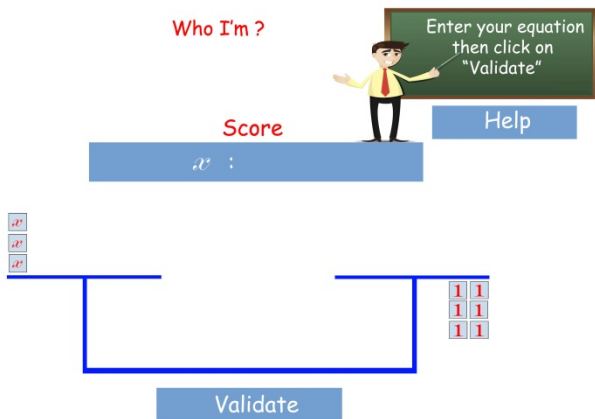 Who I'm ?
Enter your equation
then click on
“Validate”
Help
Score
x :
x
x
x
1 1
1 1
1 1
Validate